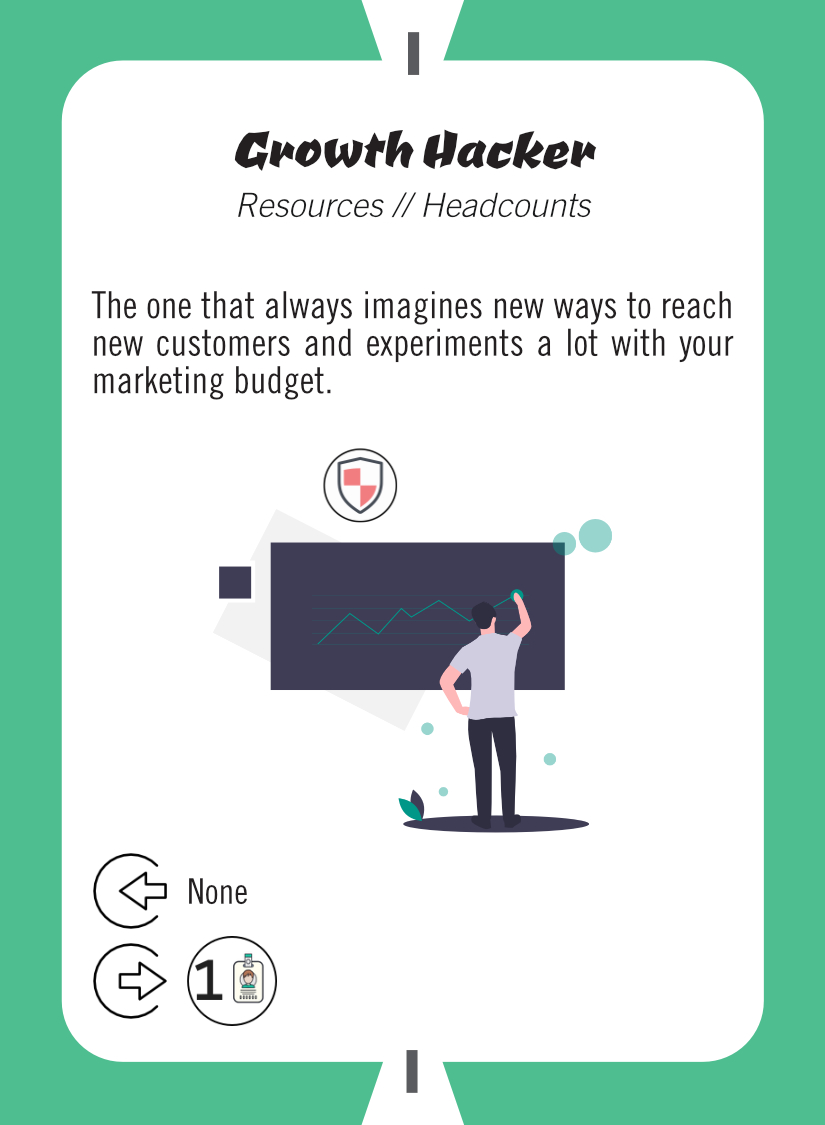 I
Growth Hacker
Resources // Headcounts
The one that always imagines new ways to reach
new customers and experiments a lot with your
marketing budget.
None
1
I